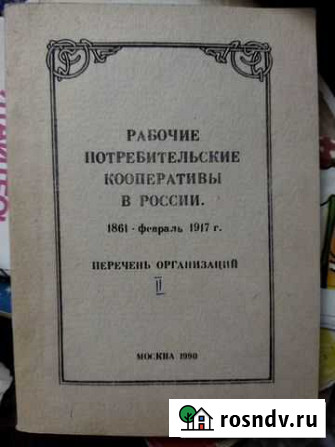 РАБОЧИЕ
ПОТРЕБИТЕЛЬСКИЕ
КООПЕРАТИВЫ
В РОССИИ.
1861 - февраль 1917 г.
ПЕРЕЧЕНЬ ОРГАНИЗАЦИЙ
II
МОСКВА 1990
rosndv.ru